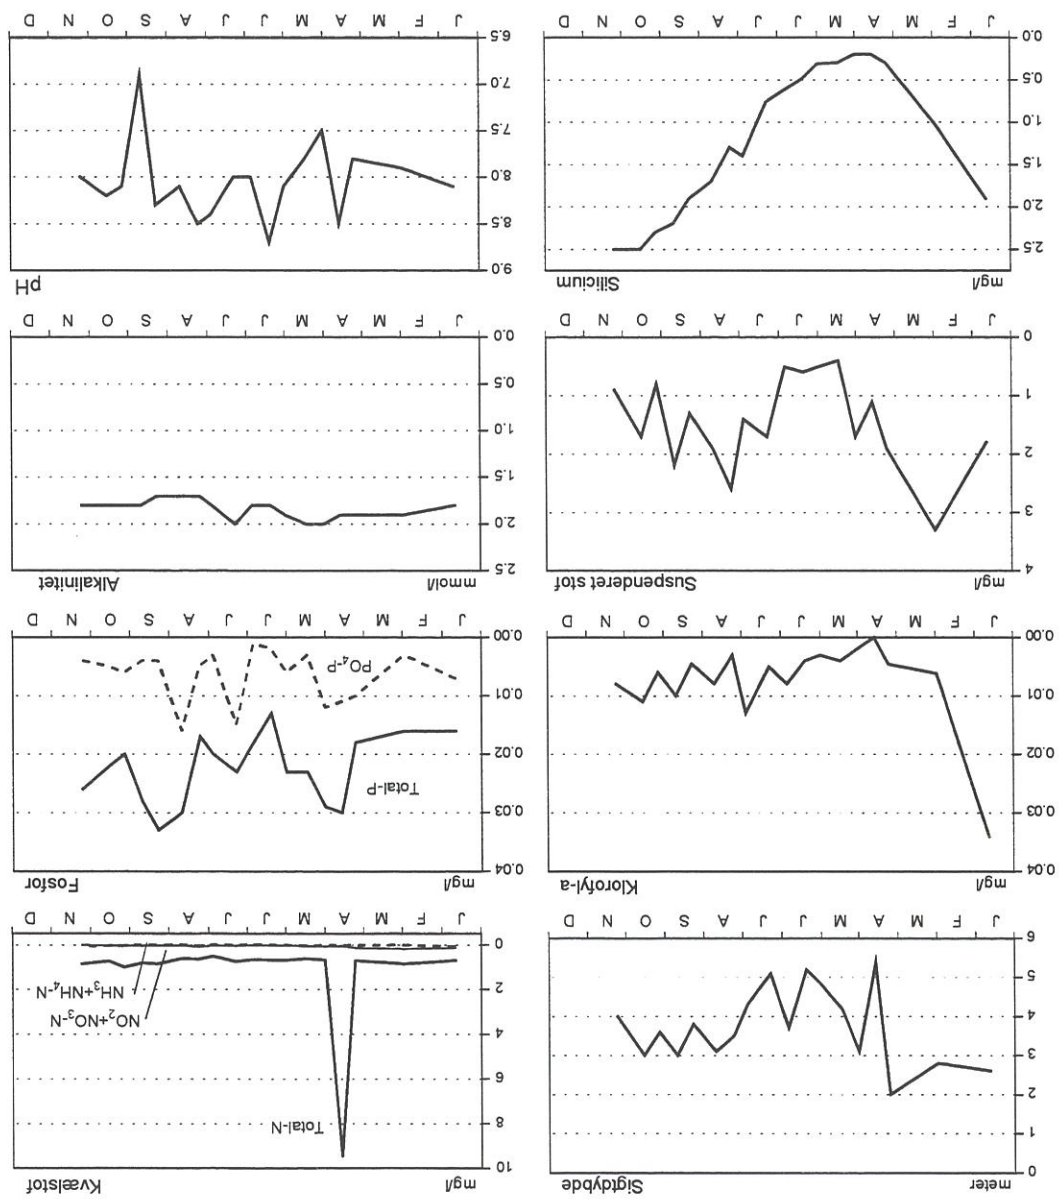 meter Sigtdybde
0
1
2
3
4
5
6
J F M A M J J A S O N D
mg/l Kvælstof
10
8
6
4
2
0
Total-N
NO2+NO3-N
NH3+NH4-N
J F M A M J J A S O N D
mg/l Klorofyl-a
0.04
0.03
0.02
0.10
0.00
J F M A M J J A S O N D
mg/l Fosfor
0.04
0.03
0.02
0.10
0.00
Total-P
PO4-P
J F M A M J J A S O N D
mg/l Suspenderet stof
4
3
2
1
0
J F M A M J J A S O N D
mmol/l Alkalinitet
2.5
2.0
1.5
1.0
0.5
0.0
J F M A M J J A S O N D
mg/l Silicium
2.5
2.0
1.5
1.0
0.5
0.0
J F M A M J J A S O N D
pH
9.0
8.5
8.0
7.5
7.0
6.5
J F M A M J J A S O N D